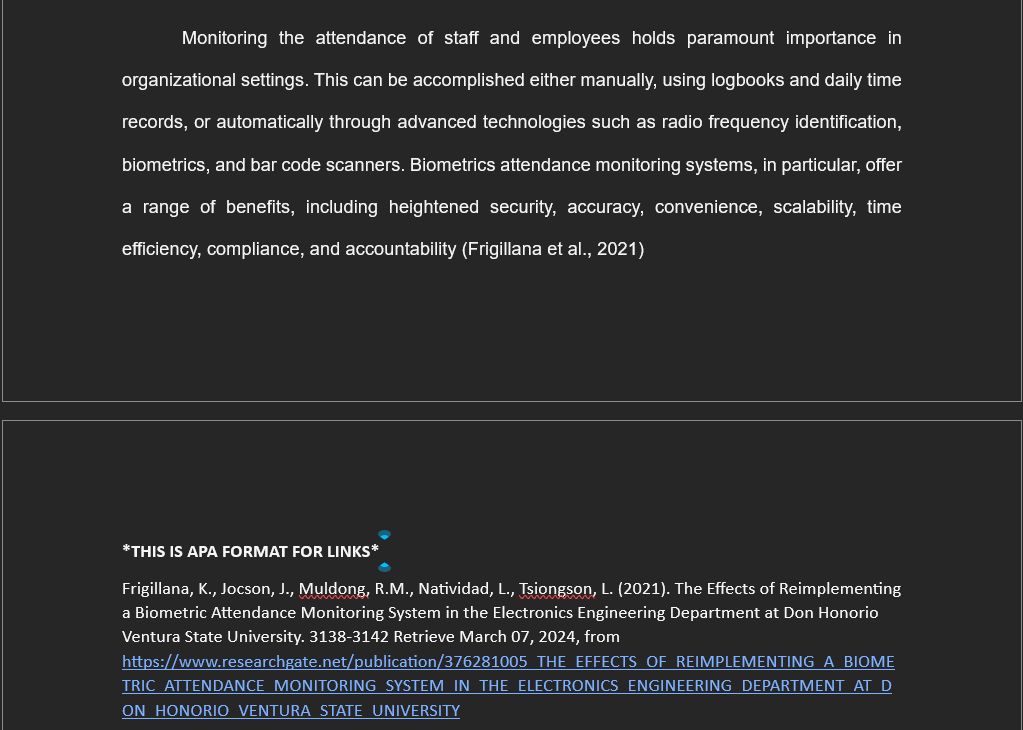 Monitoring the attendance of staff and employees holds paramount importance in
organizational settings. This can be accomplished either manually, using logbooks and daily time
records, or automatically through advanced technologies such as radio frequency identification,
biometrics, and bar code scanners. Biometrics attendance monitoring systems, in particular, offer
a range of benefits, including heightened security, accuracy, convenience, scalability, time
efficiency, compliance, and accountability (Frigillana et al., 2021)
*THIS IS APA FORMAT FOR LINKS*
Frigillana, K., Jocson, J., Muldong, R.M., Natividad, L., Tsiongson, L. (2021). The Effects of Reimplementing
a Biometric Attendance Monitoring System in the Electronics Engineering Department at Don Honorio
Ventura State University. 3138-3142 Retrieve March 07, 2024, from
https://www.researchgate.net/publication/376281005_THE_EFFECTS_OF_REIMPLEMENTING_A_BIOME
TRIC_ATTENDANCE_MONITORING_SYSTEM_IN_THE_ELECTRONICS_ENGINEERING_DEPARTMENT_AT_D
ON_HONORIO_VENTURA_STATE_UNIVERSITY